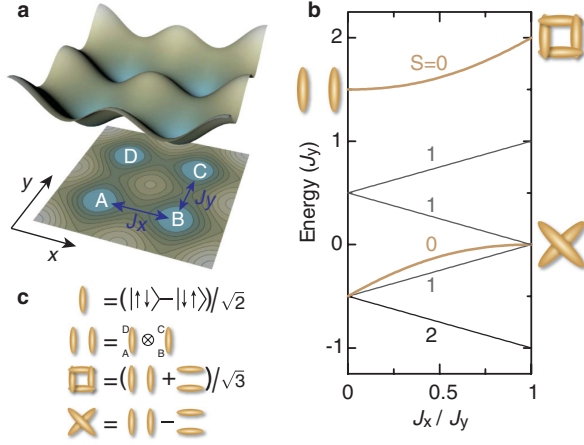 a
D
C
A
B
Jx
Jy
y
x
b
Energy (Jy)
2
1
0
-1
S=0
1
1
0
1
2
0
0.5
1
Jx / Jy
c
=(|↑↓⟩−|↓↑⟩)/√2
= D A ⊗ C B
=( + )/√3
= −